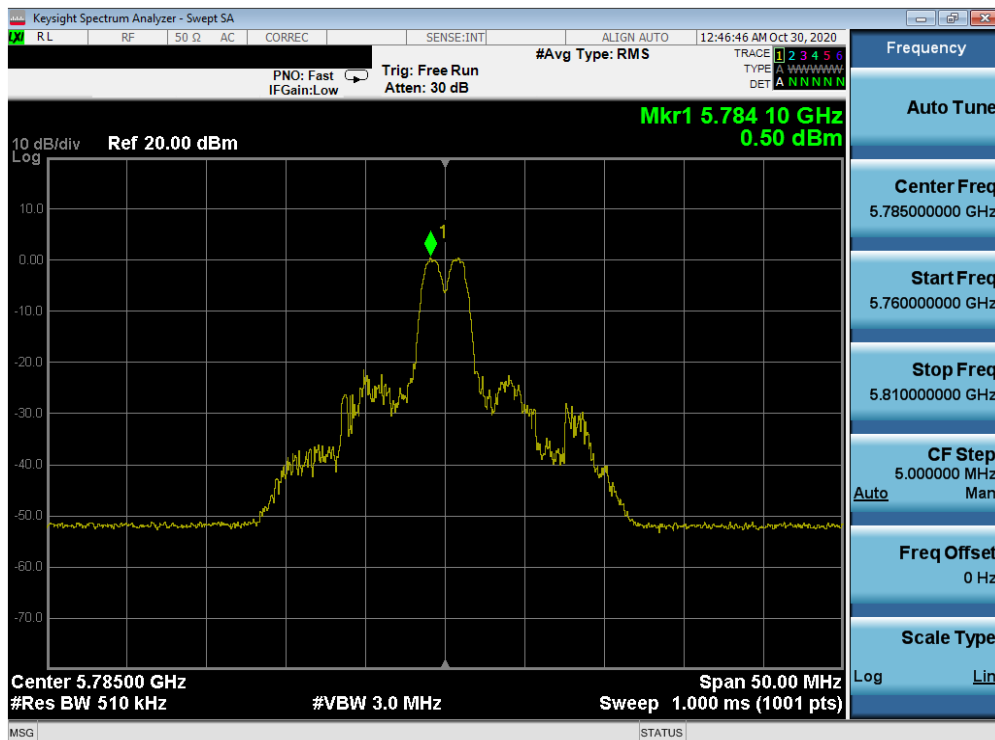 Keysight Spectrum Analyzer - Swept SA
LXI RL RF 50 Ω AC CORREC SENSE:INT ALIGN AUTO 12:46:46 AM Oct 30, 2020
#Avg Type: RMS
TRACE 1 2 3 4 5 6
TYPE A WWWWW
DET A N N N N N
PNO: Fast
IFGain:Low
Trig: Free Run
Atten: 30 dB
Mkr1 5.784 10 GHz
0.50 dBm
10 dB/div
Log
Ref 20.00 dBm
10.0
0.00
-10.0
-20.0
-30.0
-40.0
-50.0
-60.0
-70.0
1
Center 5.78500 GHz
Span 50.00 MHz
#Res BW 510 kHz
#VBW 3.0 MHz
Sweep 1.000 ms (1001 pts)
MSG
STATUS
Frequency
Auto Tune
Center Freq
5.785000000 GHz
Start Freq
5.760000000 GHz
Stop Freq
5.810000000 GHz
CF Step
5.000000 MHz
Auto Man
Freq Offset
0 Hz
Scale Type
Log Lin